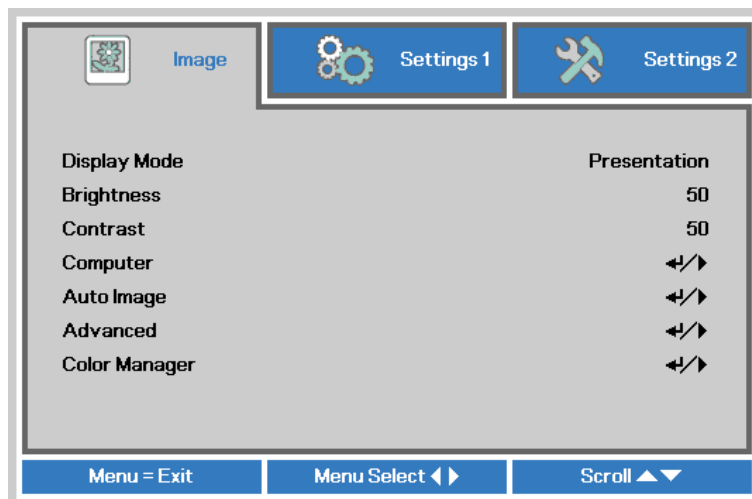 Image Settings 1 Settings 2
Display Mode Presentation
Brightness 50
Contrast 50
Computer ↵/▶
Auto Image ↵/▶
Advanced ↵/▶
Color Manager ↵/▶
Menu = Exit Menu Select ◀ ▶ Scroll ▲▼